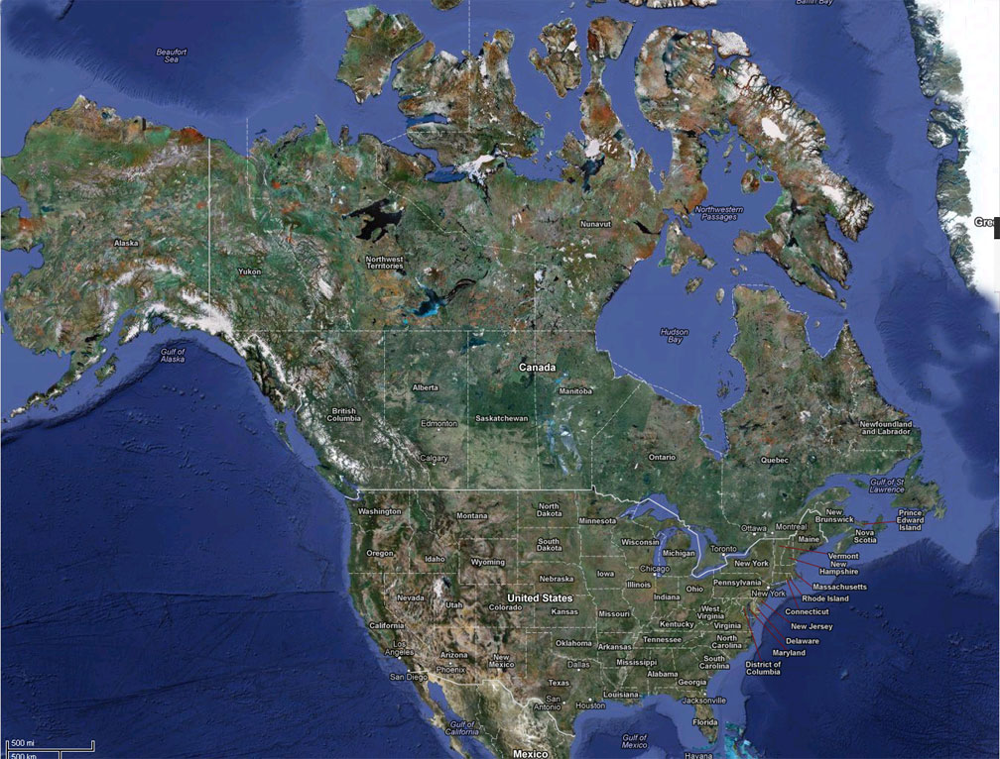 Baffin Bay
Beaufort
Sea
Northwestern
Passages
Gre
Nunavut
Alaska
Yukon
Northwest
Territories
Hudson
Bay
Gulf of
Alaska
Canada
Alberta
Manitoba
British
Columbia
Edmonton
Saskatchewan
Newfoundland
and Labrador
Calgary
Ontario
Quebec
Gulf of St
Lawrence
Washington
Montana
North
Dakota
Minnesota
New
Brunswick
Prince
Edward
Island
Ottawa
Montreal
Maine
Nova
Scotia
Oregon
Idaho
Wyoming
South
Dakota
Wisconsin
Michigan
Toronto
New York
Vermont
New
Hampshire
Chicago
Nevada
Utah
Nebraska
Iowa
Illinois
Indiana
Ohio
Pennsylvania
New York
Massachusetts
Rhode Island
Connecticut
United States
Colorado
Kansas
Missouri
West
Virginia
Kentucky
Virginia
New Jersey
California
Delaware
Maryland
District of
Columbia
Los
Angeles
San Diego
Arizona
Phoenix
New
Mexico
Oklahoma
Arkansas
Tennessee
North
Carolina
South
Carolina
Dallas
Mississippi
Alabama
Georgia
Texas
Louisiana
Jacksonville
San
Antonio
Houston
Florida
Gulf of
California
Gulf of
Mexico
Mexico
Havana
500 mi
500 km